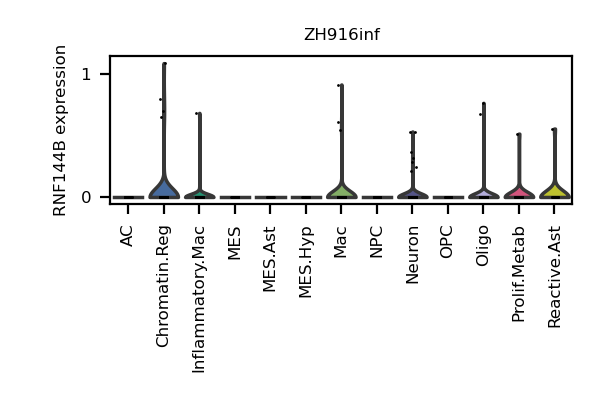 ZH916inf
RNF144B expression
1
0
AC
Chromatin.Reg
Inflammatory.Mac
MES
MES.Ast
MES.Hyp
Mac
NPC
Neuron
OPC
Oligo
Prolif.Metab
Reactive.Ast